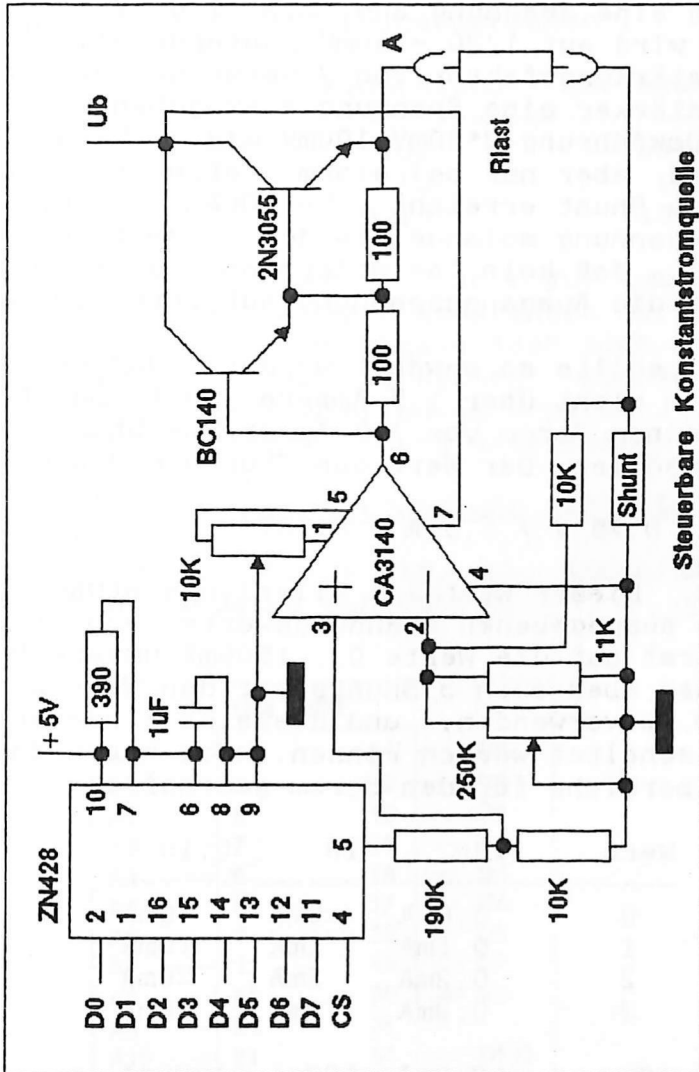 Ub
A
+ 5V
BC140
2N3055
ZN428
390
10K
1uF
100
100
Rlast
D0 2 10
D1 1 7
D2 16
D3 15 6
D4 14 8
D5 13 9
D6 12
D7 11
CS 4 5
1 5
3
2
CA3140
6
7
4
190K
10K
250K
11K
10K
Shunt
Steuerbare Konstantstromquelle